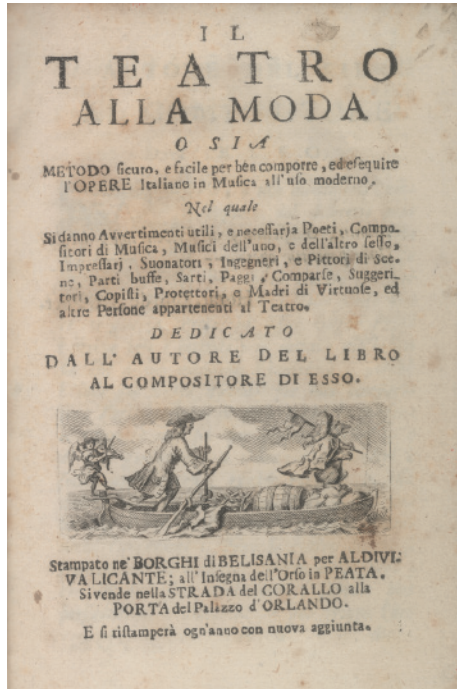 IL
TEATRO
ALLA MODA
O SIA
METODO sicuro, e facile per ben comporre, ed esequire
l'OPERE Italiane in Musica all'uso moderno.
Nel quale
Si danno Avvertimenti utili, e necessarj a Poeti, Compo-
sitori di Musica, Musici dell'uno, e dell'altro sesso,
Impressarj, Suonatori, Ingegneri, e Pittori di Sce-
ne, Parti buffe, Sarti, Paggi, Comparse, Suggeri-
tori, Copisti, Protettori, e Madri di Virtuose, ed
altre Persone appartenenti al Teatro.
DEDICATO
DALL' AUTORE DEL LIBRO
AL COMPOSITORE DI ESSO.
Stampato ne' BORGHI di BELISANIA per ALDIVI-
VALICANTE; all'Insegna dell'Orso in PEATA.
Si vende nella STRADA del CORALLO alla
PORTA del Palazzo d'ORLANDO.
E si ristamperà ogn'anno con nuova aggiunta.